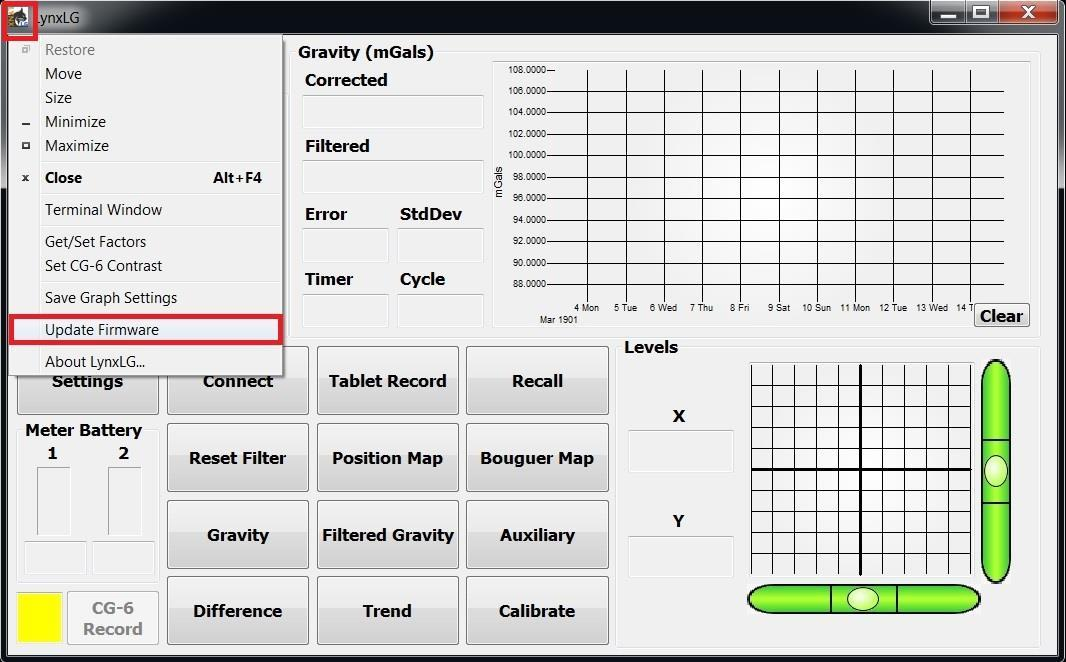 LynxLG
Restore
Move
Size
Minimize
Maximize
x Close Alt+F4
Terminal Window
Get/Set Factors
Set CG-6 Contrast
Save Graph Settings
Update Firmware
About LynxLG...
Gravity (mGals)
Corrected
Filtered
Error StdDev
Timer Cycle
mGals
108.0000
106.0000
104.0000
102.0000
100.0000
98.0000
96.0000
94.0000
92.0000
90.0000
88.0000
4 Mon 5 Tue 6 Wed 7 Thu 8 Fri 9 Sat 10 Sun 11 Mon 12 Tue 13 Wed 14 T
Mar 1901
Clear
Settings Connect Tablet Record Recall
Meter Battery
1 2
Reset Filter Position Map Bouguer Map
Gravity Filtered Gravity Auxiliary
CG-6
Record
Difference Trend Calibrate
Levels
X
Y